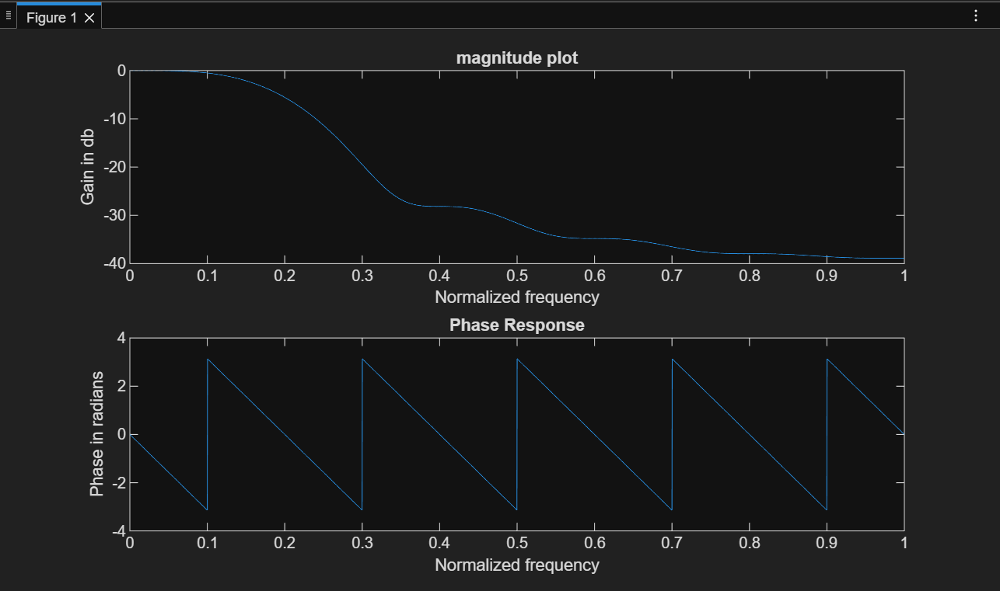 Figure 1
magnitude plot
0
-10
-20
-30
-40
Gain in db
0 0.1 0.2 0.3 0.4 0.5 0.6 0.7 0.8 0.9 1
Normalized frequency
Phase Response
4
2
0
-2
-4
Phase in radians
0 0.1 0.2 0.3 0.4 0.5 0.6 0.7 0.8 0.9 1
Normalized frequency